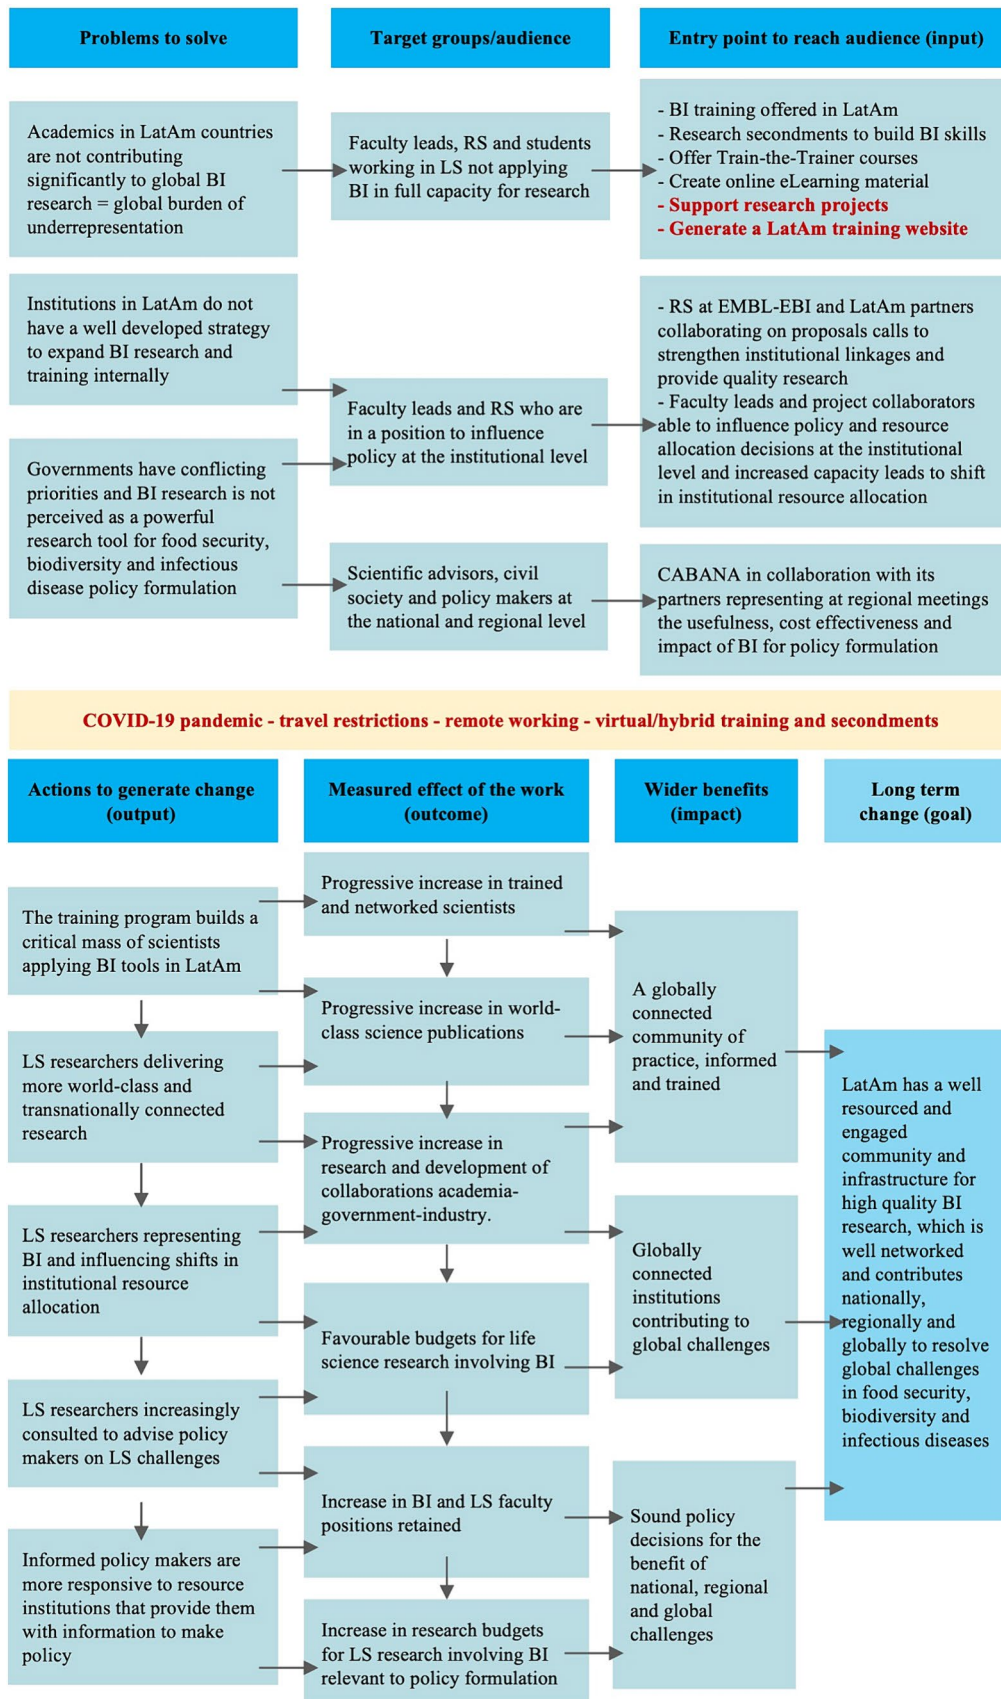 Problems to solve
Target groups/audience
Entry point to reach audience (input)
Academics in LatAm countries
are not contributing
significantly to global BI
research = global burden of
underrepresentation
Faculty leads, RS and students
working in LS not applying
BI in full capacity for research
- BI training offered in LatAm
- Research secondments to build BI skills
- Offer Train-the-Trainer courses
- Create online eLearning material
- Support research projects
- Generate a LatAm training website
Institutions in LatAm do not
have a well developed strategy
to expand BI research and
training internally
Faculty leads and RS who are
in a position to influence
policy at the institutional level
- RS at EMBL-EBI and LatAm partners
collaborating on proposals calls to
strengthen institutional linkages and
provide quality research
- Faculty leads and project collaborators
able to influence policy and resource
allocation decisions at the institutional
level and increased capacity leads to shift
in institutional resource allocation
Governments have conflicting
priorities and BI research is not
perceived as a powerful
research tool for food security,
biodiversity and infectious
disease policy formulation
Scientific advisors, civil
society and policy makers at
the national and regional level
CABANA in collaboration with its
partners representing at regional meetings
the usefulness, cost effectiveness and
impact of BI for policy formulation
COVID-19 pandemic - travel restrictions - remote working - virtual/hybrid training and secondments
Actions to generate change
(output)
Measured effect of the work
(outcome)
Wider benefits
(impact)
Long term
change (goal)
The training program builds a
critical mass of scientists
applying BI tools in LatAm
LS researchers delivering
more world-class and
transnationally connected
research
LS researchers representing
BI and influencing shifts in
institutional resource
allocation
LS researchers increasingly
consulted to advise policy
makers on LS challenges
Informed policy makers are
more responsive to resource
institutions that provide them
with information to make
policy
Progressive increase in trained
and networked scientists
Progressive increase in world-
class science publications
Progressive increase in
research and development of
collaborations academia-
government-industry.
Favourable budgets for life
science research involving BI
Increase in BI and LS faculty
positions retained
Increase in research budgets
for LS research involving BI
relevant to policy formulation
A globally
connected
community of
practice, informed
and trained
Globally
connected
institutions
contributing to
global challenges
Sound policy
decisions for the
benefit of
national, regional
and global
challenges
LatAm has a well
resourced and
engaged
community and
infrastructure for
high quality BI
research, which is
well networked
and contributes
nationally,
regionally and
globally to resolve
global challenges
in food security,
biodiversity and
infectious diseases